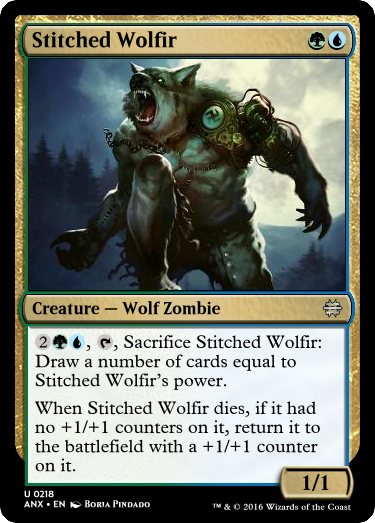 Stitched Wolfir
Creature — Wolf Zombie
2, Sacrifice Stitched Wolfir:
Draw a number of cards equal to
Stitched Wolfir's power.
When Stitched Wolfir dies, if it had
no +1/+1 counters on it, return it to
the battlefield with a +1/+1 counter
on it.
1/1
U 0218
ANX • EN Borja Pindado
™ & © 2016 Wizards of the Coast